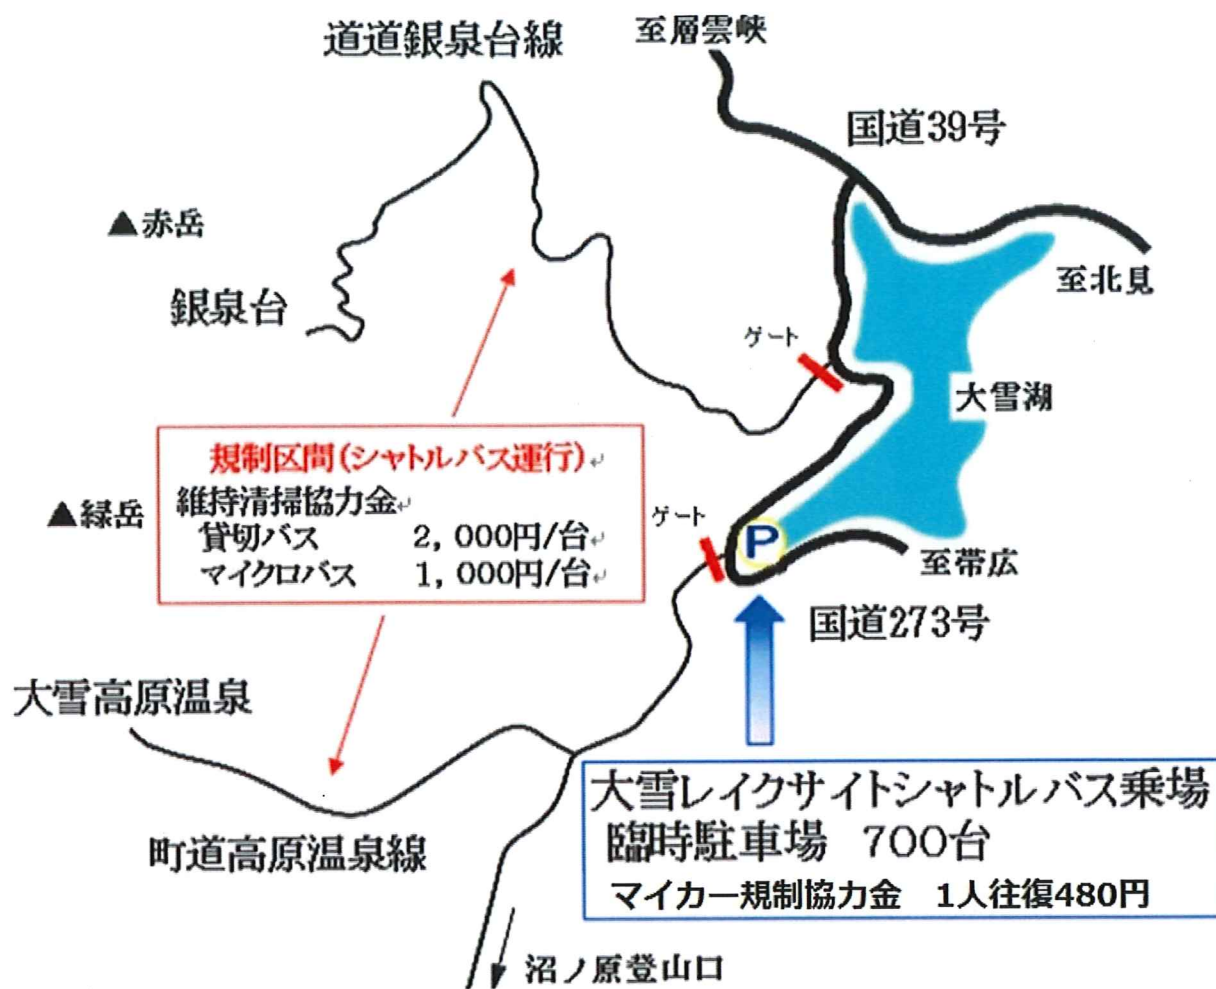 道道銀泉台線
至層雲峡
国道39号
▲赤岳
銀泉台
至北見
ゲート
大雪湖
規制区間(シャトルバス運行)↵
維持清掃協力金↵
貸切バス 2,000円/台↵
マイクロバス 1,000円/台↵
▲緑岳
ゲート
P
至帯広
国道273号
大雪高原温泉
町道高原温泉線
大雪レイクサイトシャトルバス乗場
臨時駐車場 700台
マイカー規制協力金 1人往復480円
沼ノ原登山口